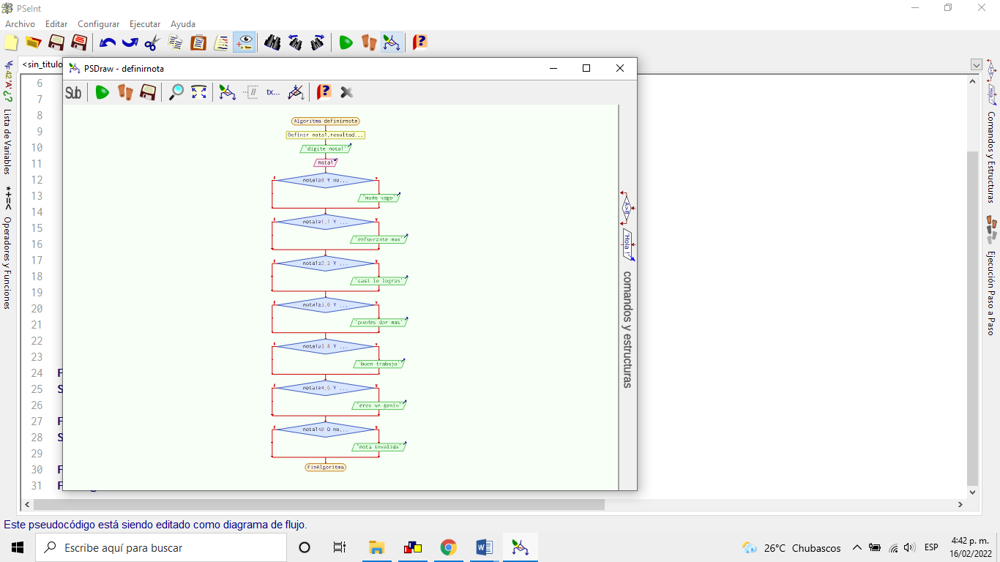 PSeInt
Archivo Editar Configurar Ejecutar Ayuda
<sin_titulo
PSDraw - definirnota
Sub
tx...
Lista de Variables
*+=<
Operadores y Funciones
6
7
8
9
10
11
12
13
14
15
16
17
18
19
20
21
22
23
24 F
25 S
26
27 F
28 S
29
30 F
31 F
Algoritmo definirnota
Definir nota1,resultad...
'digite nota1'
nota1
nota1≥0 Y no...
'modo vago'
nota1≥1.1 Y ...
'esfuerzate mas'
nota1≥2.2 Y ...
'casi lo logras'
nota1≥3.0 Y ...
'puedes dar mas'
nota1≥3.8 Y ...
'buen trabajo'
nota1≥4.6 Y ...
'eres un genio'
nota1<0 O no...
'nota invalida'
FinAlgoritmo
A>B
'Hola !'
comandos y estructuras
Comandos y Estructuras
Ejecución Paso a Paso
Este pseudocódigo está siendo editado como diagrama de flujo.
Escribe aquí para buscar
26°C Chubascos
ESP
4:42 p. m.
16/02/2022